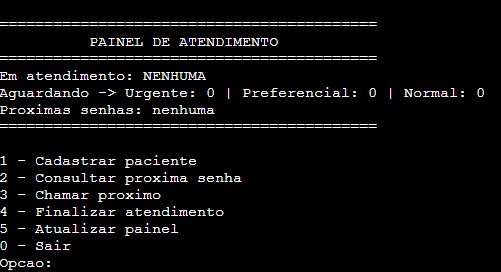 ==========================================
PAINEL DE ATENDIMENTO
==========================================
Em atendimento: NENHUMA
Aguardando -> Urgente: 0 | Preferencial: 0 | Normal: 0
Proximas senhas: nenhuma
==========================================
1 - Cadastrar paciente
2 - Consultar proxima senha
3 - Chamar proximo
4 - Finalizar atendimento
5 - Atualizar painel
0 - Sair
Opcao: